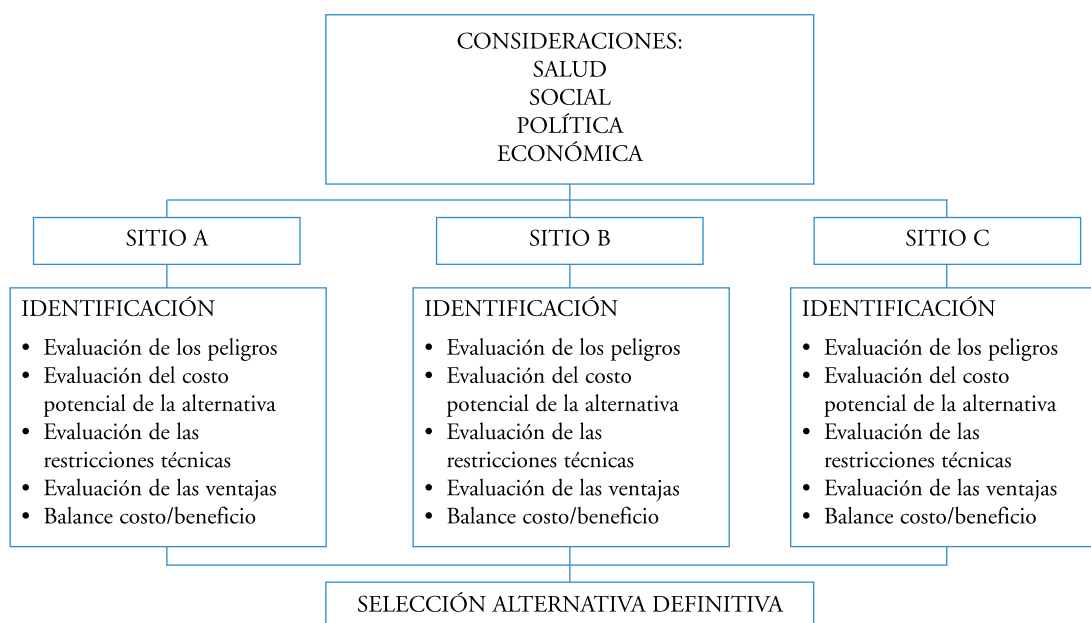 CONSIDERACIONES:
SALUD
SOCIAL
POLÍTICA
ECONÓMICA
SITIO A
SITIO B
SITIO C
IDENTIFICACIÓN
• Evaluación de los peligros
• Evaluación del costo
potencial de la alternativa
• Evaluación de las
restricciones técnicas
• Evaluación de las ventajas
• Balance costo/beneficio
IDENTIFICACIÓN
• Evaluación de los peligros
• Evaluación del costo
potencial de la alternativa
• Evaluación de las
restricciones técnicas
• Evaluación de las ventajas
• Balance costo/beneficio
IDENTIFICACIÓN
• Evaluación de los peligros
• Evaluación del costo
potencial de la alternativa
• Evaluación de las
restricciones técnicas
• Evaluación de las ventajas
• Balance costo/beneficio
SELECCIÓN ALTERNATIVA DEFINITIVA